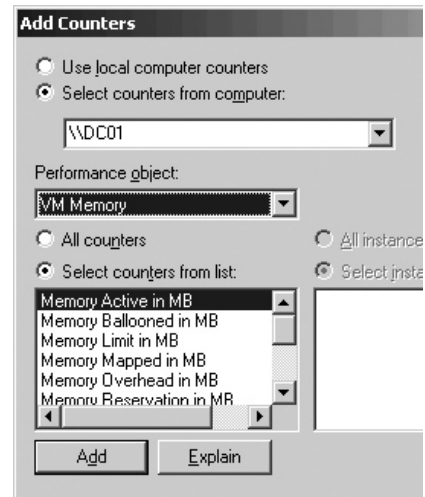 Add Counters
Use local computer counters
Select counters from computer:
\\DC01
Performance object:
VM Memory
All counters
All instance
Select counters from list:
Select insta
Memory Active in MB
Memory Ballooned in MB
Memory Limit in MB
Memory Mapped in MB
Memory Overhead in MB
Memory Reservation in MB
Add
Explain